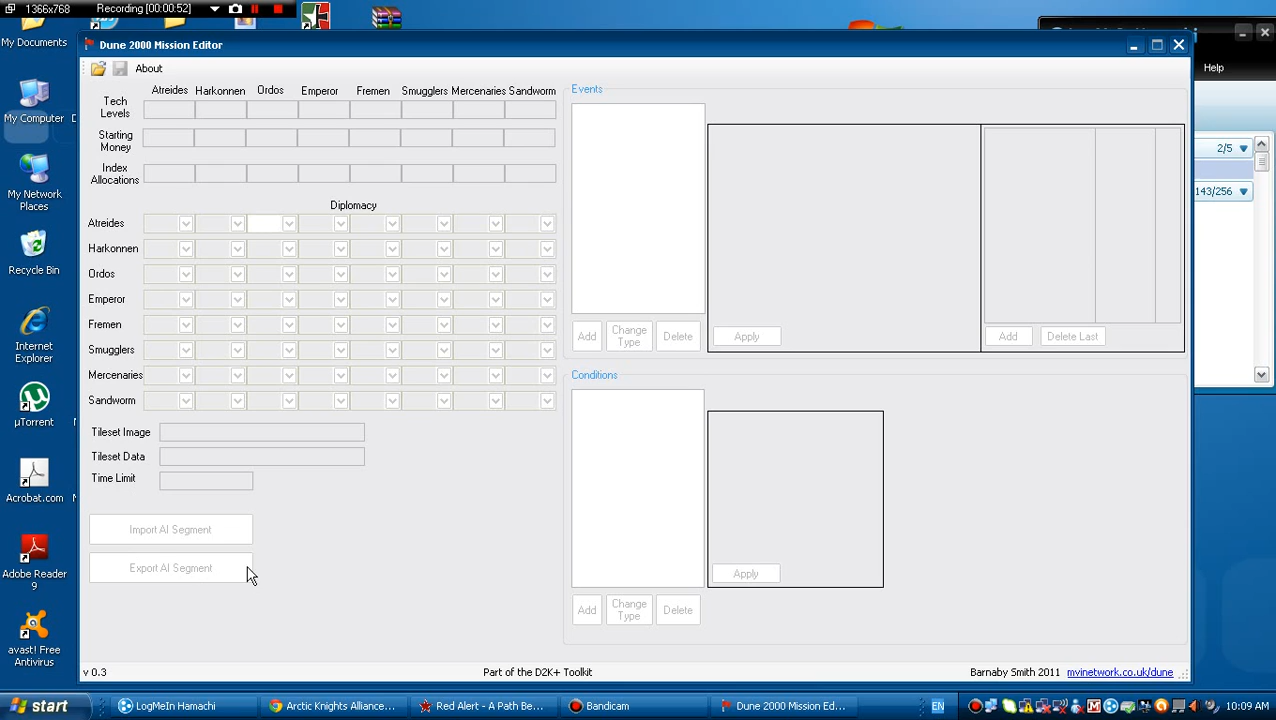 1366x768 Recording [00:00:52]
My Documents
My Computer
My Network Places
Recycle Bin
Internet Explorer
µTorrent
Acrobat.com
Adobe Reader 9
avast! Free Antivirus
Dune 2000 Mission Editor
About
Atreides Harkonnen Ordos Emperor Fremen Smugglers Mercenaries Sandworm
Tech Levels
Starting Money
Index Allocations
Diplomacy
Atreides
Harkonnen
Ordos
Emperor
Fremen
Smugglers
Mercenaries
Sandworm
Tileset Image
Tileset Data
Time Limit
Import AI Segment
Export AI Segment
Events
Add Change Type Delete Apply Add Delete Last
Conditions
Apply
Add Change Type Delete
v 0.3 Part of the D2K+ Toolkit Barnaby Smith 2011 mvinetwork.co.uk/dune
Help
2/5
143/256
start LogMeIn Hamachi Arctic Knights Alliance... Red Alert - A Path Be... Bandicam Dune 2000 Mission Ed... EN 10:09 AM